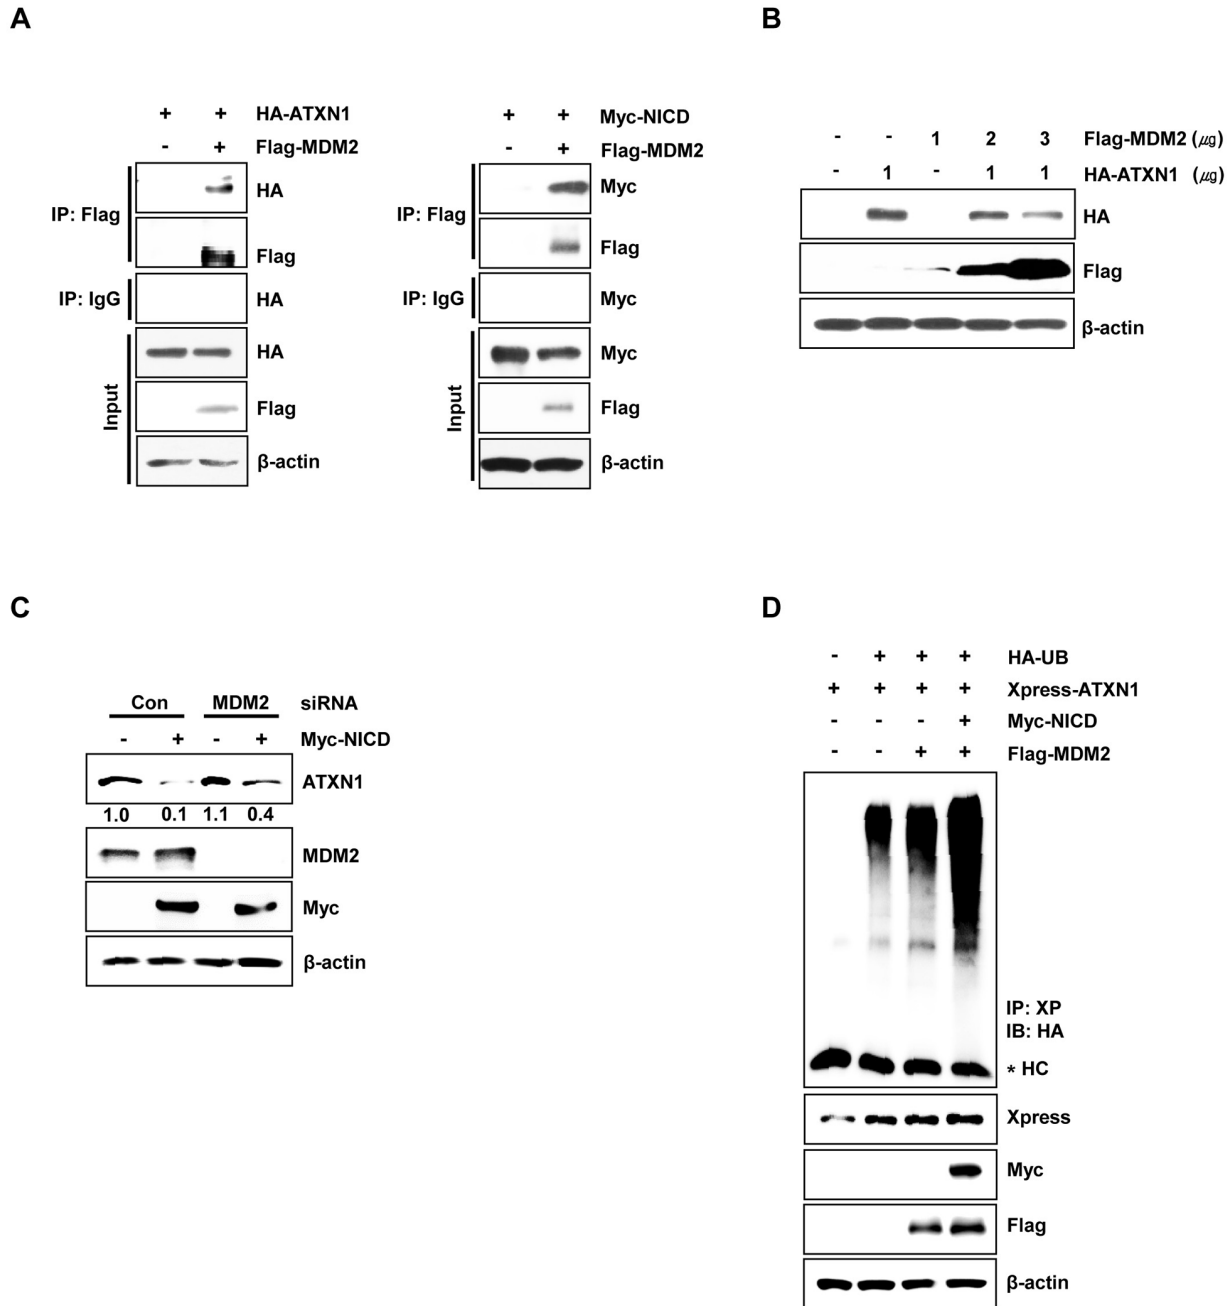 A
+ + HA-ATXN1
- + Flag-MDM2
IP: Flag
HA
Flag
IP: IgG
HA
Input
HA
Flag
β-actin
+ + Myc-NICD
- + Flag-MDM2
IP: Flag
Myc
Flag
IP: IgG
Myc
Input
Myc
Flag
β-actin
B
- - 1 2 3 Flag-MDM2 (㎍)
- 1 - 1 1 HA-ATXN1 (㎍)
HA
Flag
β-actin
C
Con MDM2 siRNA
- + - + Myc-NICD
ATXN1
1.0 0.1 1.1 0.4
MDM2
Myc
β-actin
D
- + + + HA-UB
+ + + + Xpress-ATXN1
- - - + Myc-NICD
- - + + Flag-MDM2
IP: XP
IB: HA
* HC
Xpress
Myc
Flag
β-actin